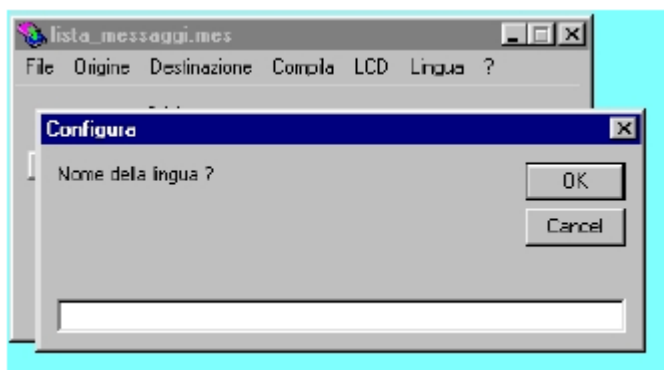 lista_messaggi.mes
File Origine Destinazione Compila LCD Lingua ?
Configura
Nome della lingua ?
OK
Cancel